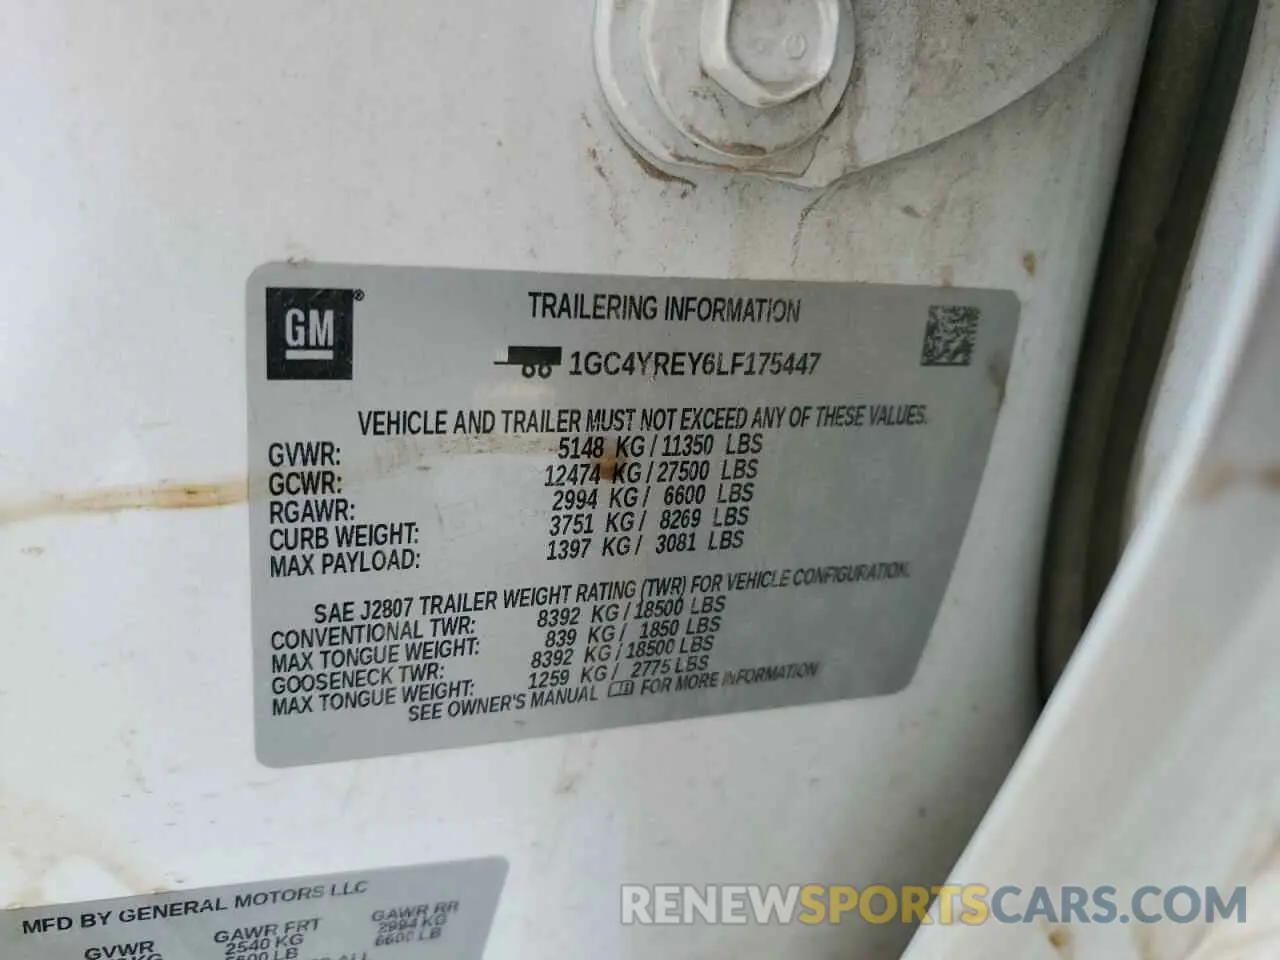 GM®
TRAILERING INFORMATION
1GC4YREY6LF175447
VEHICLE AND TRAILER MUST NOT EXCEED ANY OF THESE VALUES.
GVWR: 5148 KG / 11350 LBS
GCWR: 12474 KG / 27500 LBS
RGAWR: 2994 KG / 6600 LBS
CURB WEIGHT: 3751 KG / 8269 LBS
MAX PAYLOAD: 1397 KG / 3081 LBS
SAE J2807 TRAILER WEIGHT RATING (TWR) FOR VEHICLE CONFIGURATION.
CONVENTIONAL TWR: 8392 KG / 18500 LBS
MAX TONGUE WEIGHT: 839 KG / 1850 LBS
GOOSENECK TWR: 8392 KG / 18500 LBS
MAX TONGUE WEIGHT: 1259 KG / 2775 LBS
SEE OWNER'S MANUAL FOR MORE INFORMATION
MFD BY GENERAL MOTORS LLC
GVWR GAWR FRT GAWR RR
KG 2540 KG 2994 KG
LB 6600 LB
RENEWSPORTSCARS.COM